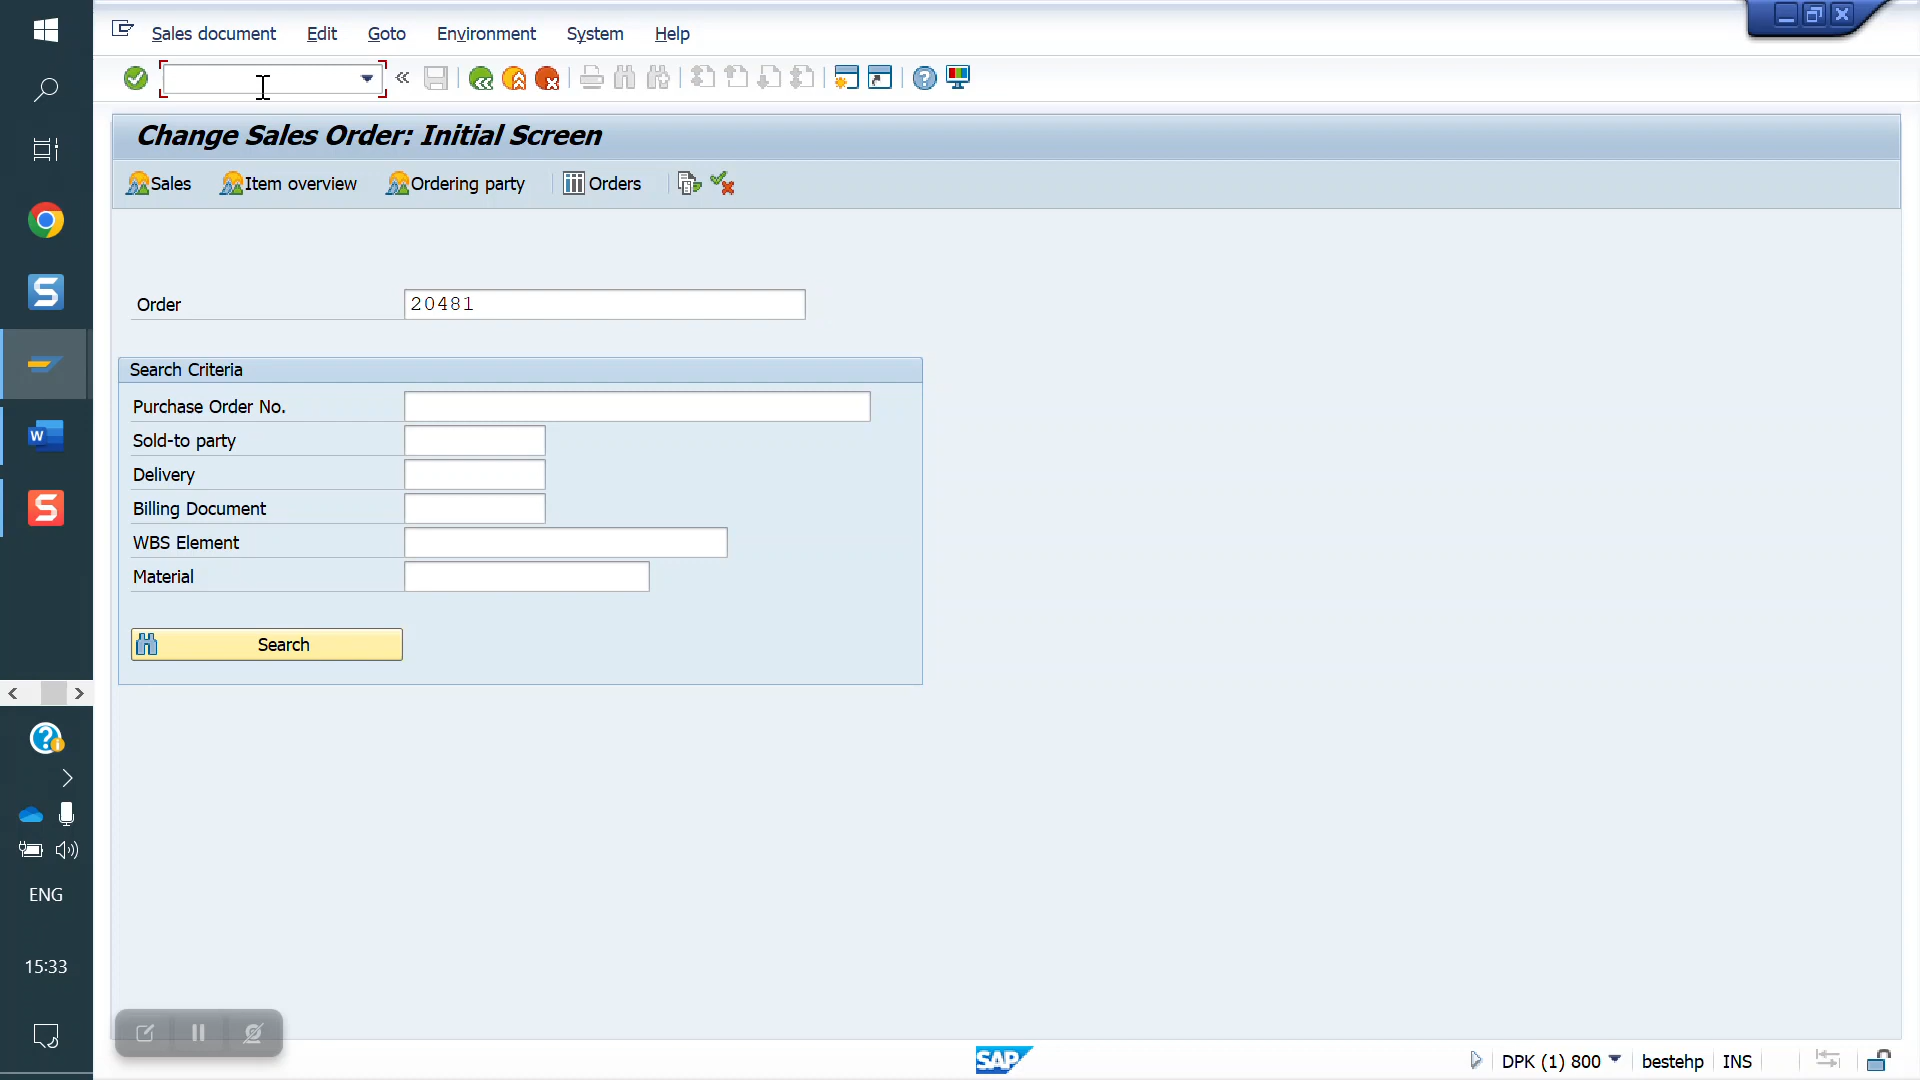 Sales document Edit Goto Environment System Help
Change Sales Order: Initial Screen
Sales Item overview Ordering party Orders
Order 20481
Search Criteria
Purchase Order No.
Sold-to party
Delivery
Billing Document
WBS Element
Material
Search
ENG
15:33
SAP
DPK (1) 800 bestehp INS